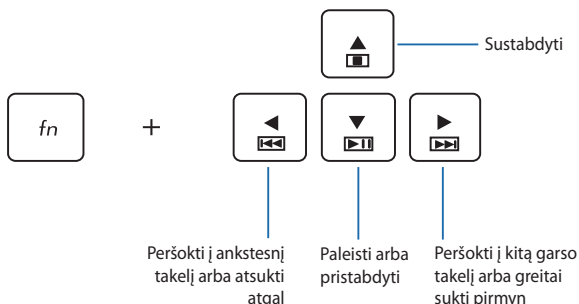 Sustabdyti
fn
+
Peršokti į ankstesnį
takelį arba atsukti
atgal
Paleisti arba
pristabdyti
Peršokti į kitą garso
takelį arba greitai
sukti pirmyn